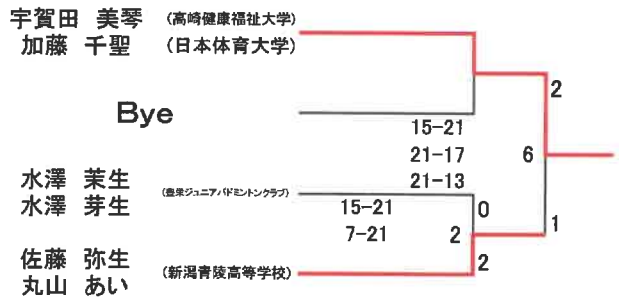 宇賀田 美琴 (高崎健康福祉大学)
加藤 千聖 (日本体育大学)
2
Bye
15-21
21-17
6
21-13
水澤 茉生
水澤 芽生 (豊栄ジュニアバドミントンクラブ)
15-21
0
7-21
2
1
佐藤 弥生
丸山 あい (新潟青陵高等学校)
2